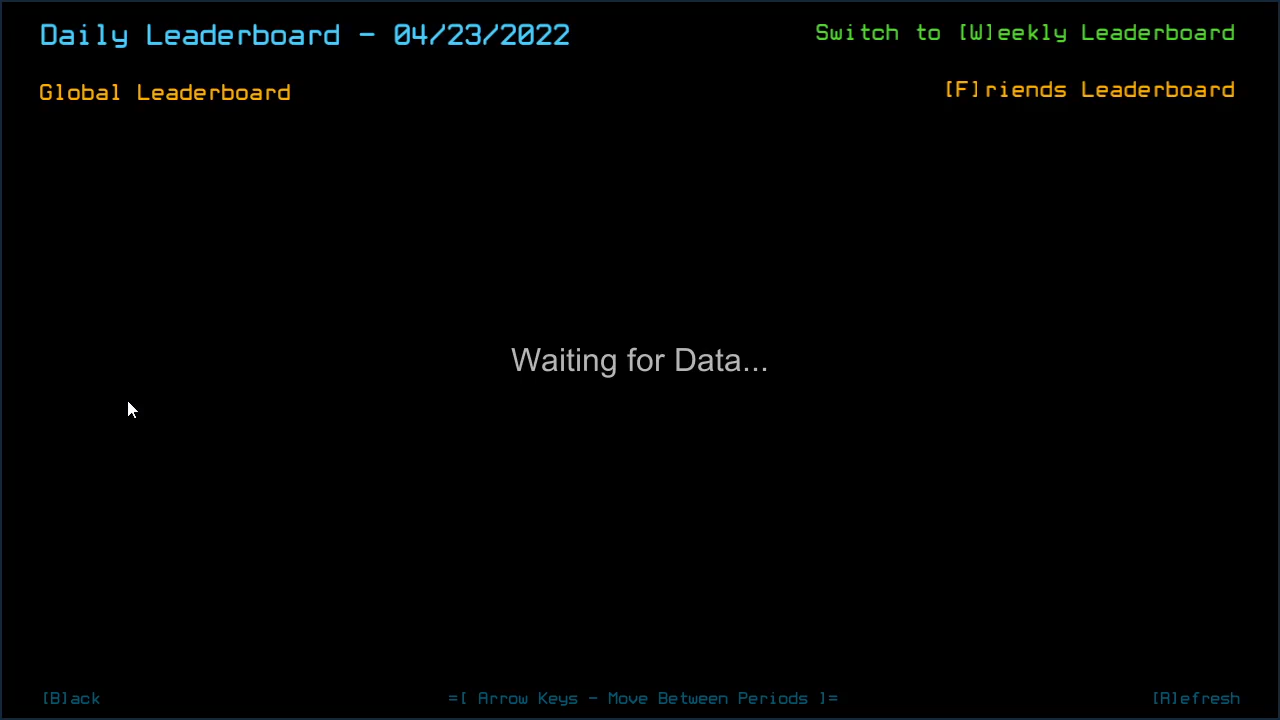 Daily Leaderboard - 04/23/2022
Switch to [W]eekly Leaderboard
Global Leaderboard
[F]riends Leaderboard
Waiting for Data...
[B]ack
=[ Arrow Keys - Move Between Periods ]=
[R]efresh